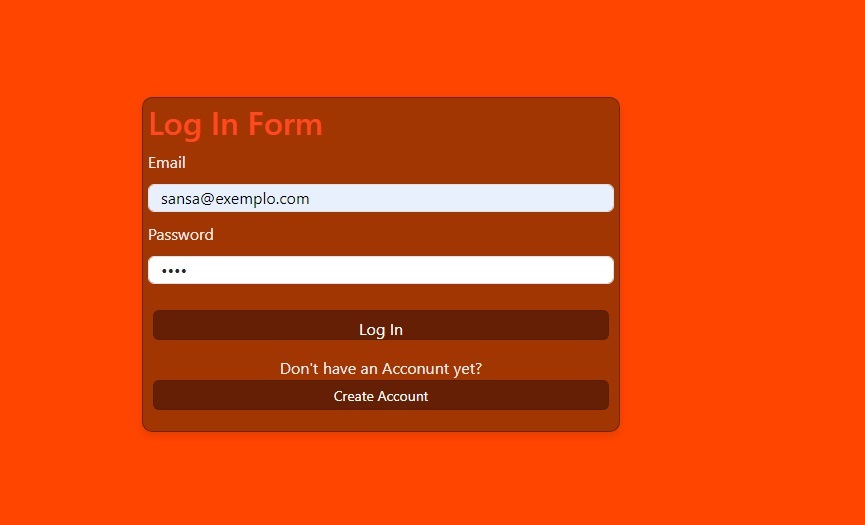 Log In Form
Email
sansa@exemplo.com
Password
••••
Log In
Don't have an Acconunt yet?
Create Account